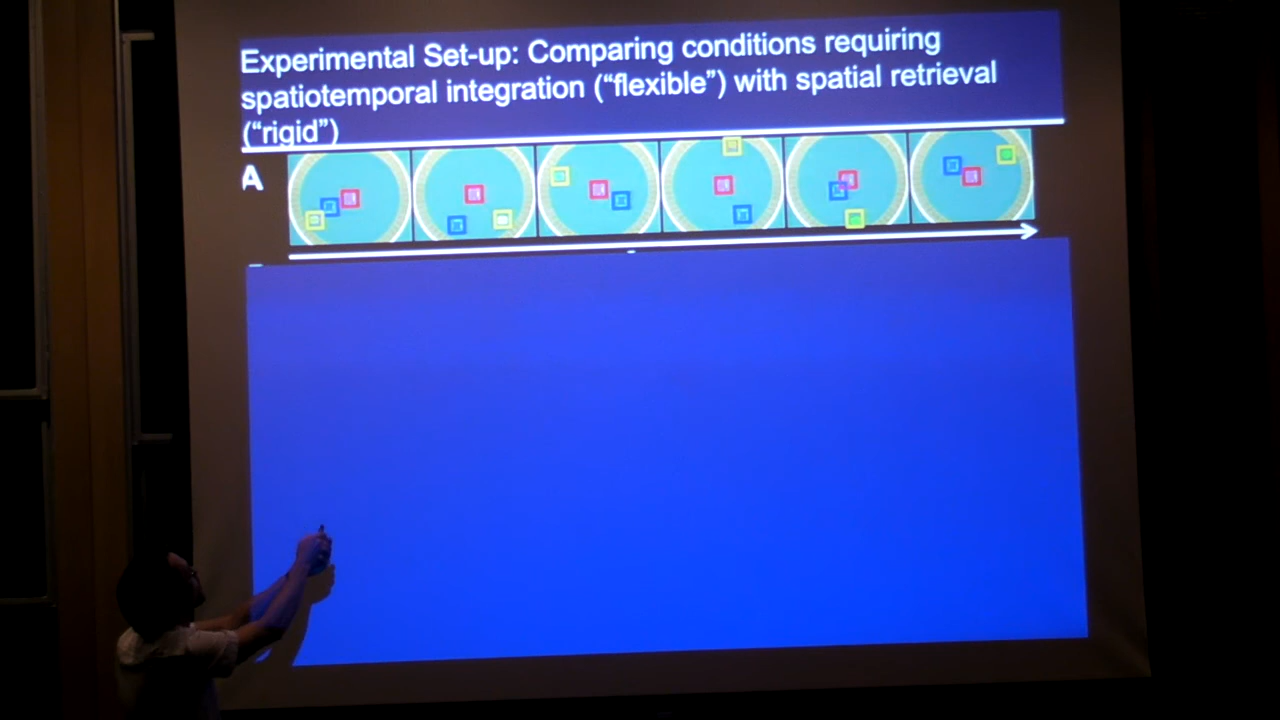 Experimental Set-up: Comparing conditions requiring
spatiotemporal integration (“flexible”) with spatial retrieval
(“rigid”)
A